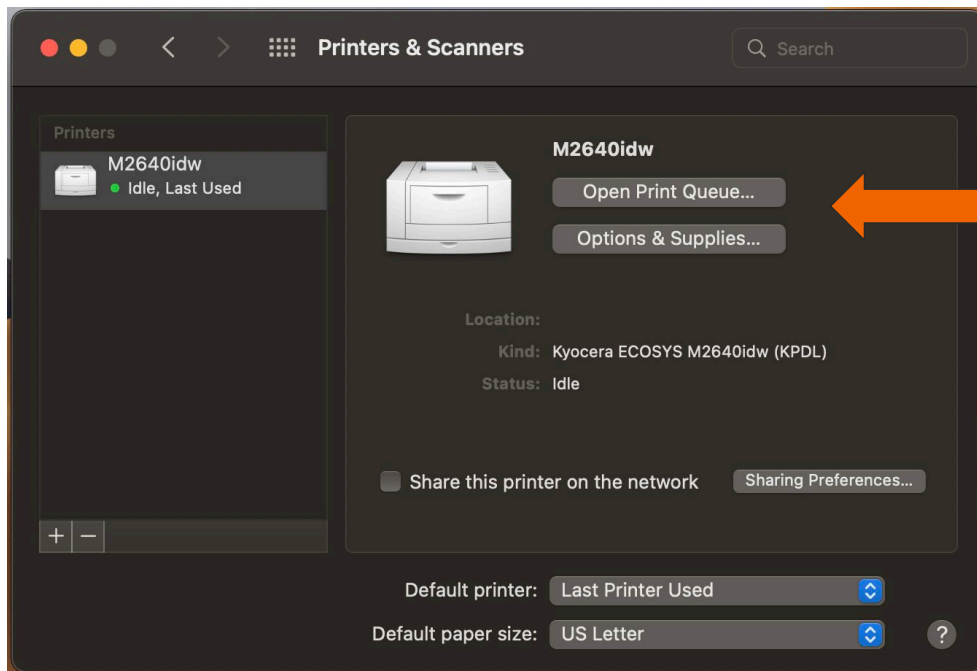 Printers & Scanners
Search
Printers
M2640idw
Idle, Last Used
M2640idw
Open Print Queue...
Options & Supplies...
Location:
Kind: Kyocera ECOSYS M2640idw (KPDL)
Status: Idle
Share this printer on the network
Sharing Preferences...
+ −
Default printer: Last Printer Used
Default paper size: US Letter
?